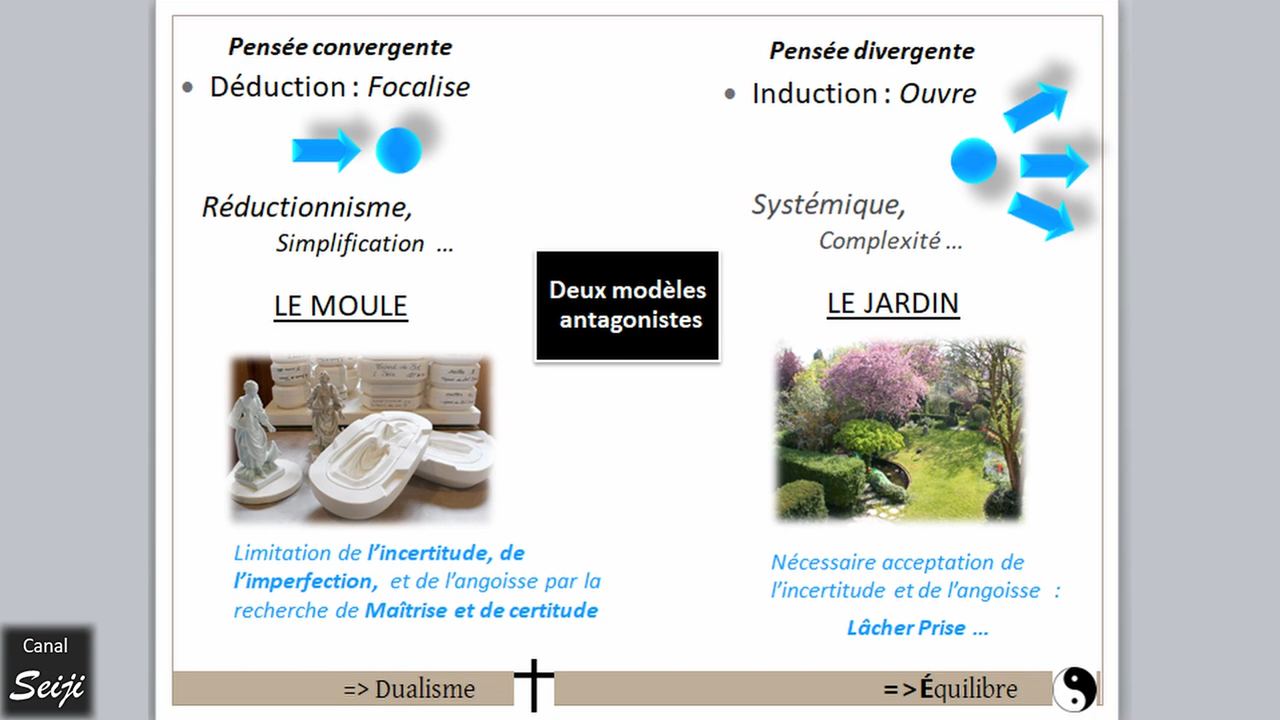 Pensée convergente
• Déduction : Focalise
Réductionnisme,
Simplification ...
LE MOULE
Limitation de l'incertitude, de
l'imperfection, et de l'angoisse par la
recherche de Maîtrise et de certitude
=> Dualisme
Deux modèles
antagonistes
Pensée divergente
• Induction : Ouvre
Systémique,
Complexité ...
LE JARDIN
Nécessaire acceptation de
l'incertitude et de l'angoisse :
Lâcher Prise ...
=>Équilibre
Canal
Seiji